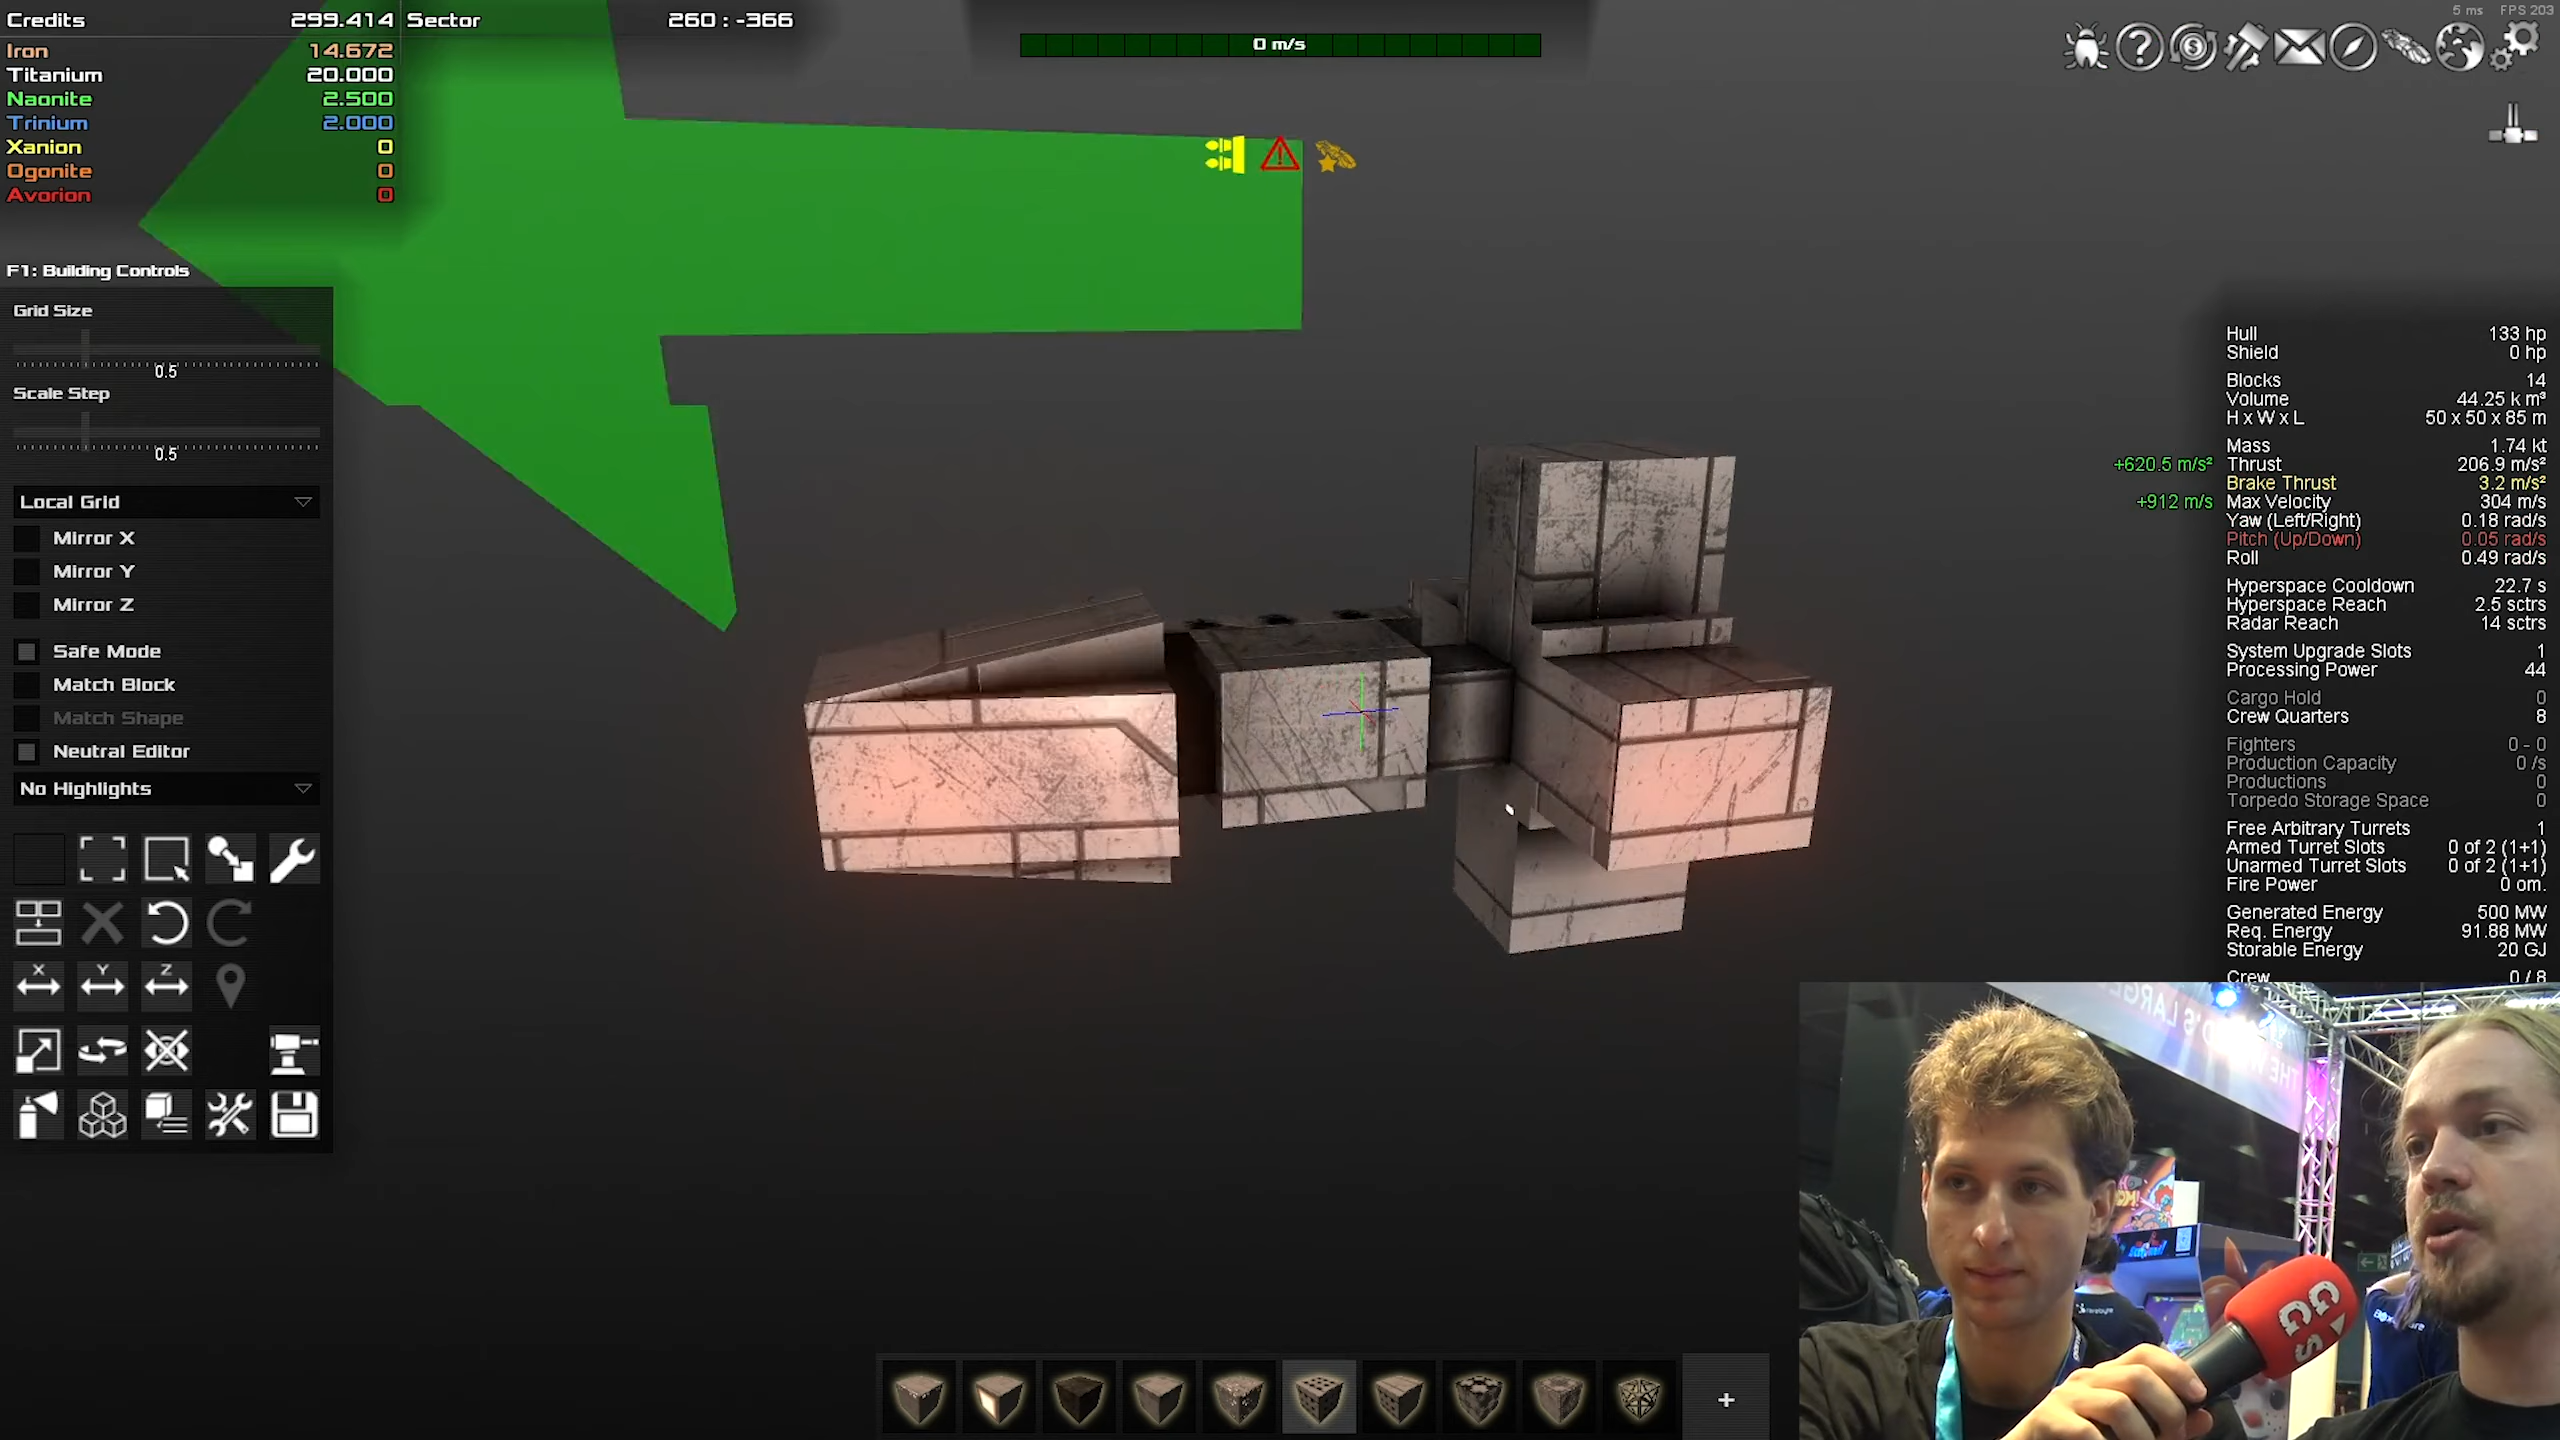 5 ms FPS 203
Credits 299.414 Sector 260 : -366
Iron 14.672
Titanium 20.000
Naonite 2.500
Trinium 2.000
Xanion 0
Ogonite 0
Avorion 0
0 m/s
F1: Building Controls
Grid Size
0.5
Scale Step
0.5
Local Grid
Mirror X
Mirror Y
Mirror Z
Safe Mode
Match Block
Match Shape
Neutral Editor
No Highlights
X Y Z
Hull 133 hp
Shield 0 hp
Blocks 14
Volume 44.25 k m³
H x W x L 50 x 50 x 85 m
Mass 1.74 kt
+620.5 m/s² Thrust 206.9 m/s²
Brake Thrust 3.2 m/s²
+912 m/s Max Velocity 304 m/s
Yaw (Left/Right) 0.18 rad/s
Pitch (Up/Down) 0.05 rad/s
Roll 0.49 rad/s
Hyperspace Cooldown 22.7 s
Hyperspace Reach 2.5 sctrs
Radar Reach 14 sctrs
System Upgrade Slots 1
Processing Power 44
Cargo Hold 0
Crew Quarters 8
Fighters 0 - 0
Production Capacity 0 /s
Productions 0
Torpedo Storage Space 0
Free Arbitrary Turrets 1
Armed Turret Slots 0 of 2 (1+1)
Unarmed Turret Slots 0 of 2 (1+1)
Fire Power 0 om.
Generated Energy 500 MW
Req. Energy 91.88 MW
Storable Energy 20 GJ
Crew 0 / 8
+